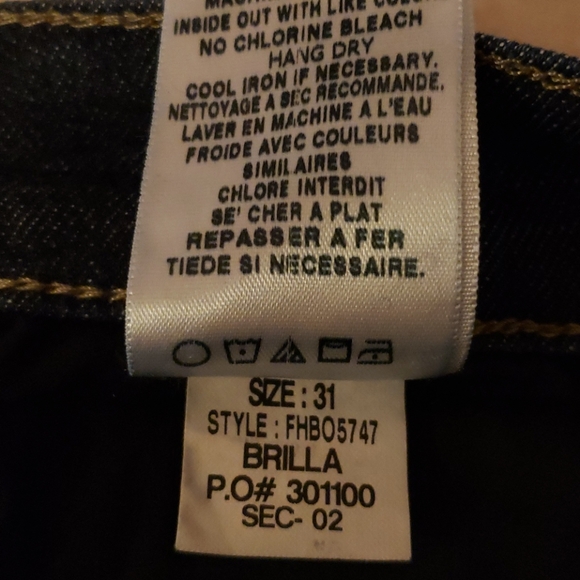 INSIDE OUT WITH LIKE
NO CHLORINE BLEACH
HANG DRY
COOL IRON IF NECESSARY.
NETTOYAGE A SEC RECOMMANDE.
LAVER EN MACHINE A L'EAU
FROIDE AVEC COULEURS
SIMILAIRES
CHLORE INTERDIT
SE' CHER A PLAT
REPASSER A FER
TIEDE SI NECESSAIRE.
SIZE : 31
STYLE : FHBO5747
BRILLA
P.O# 301100
SEC- 02